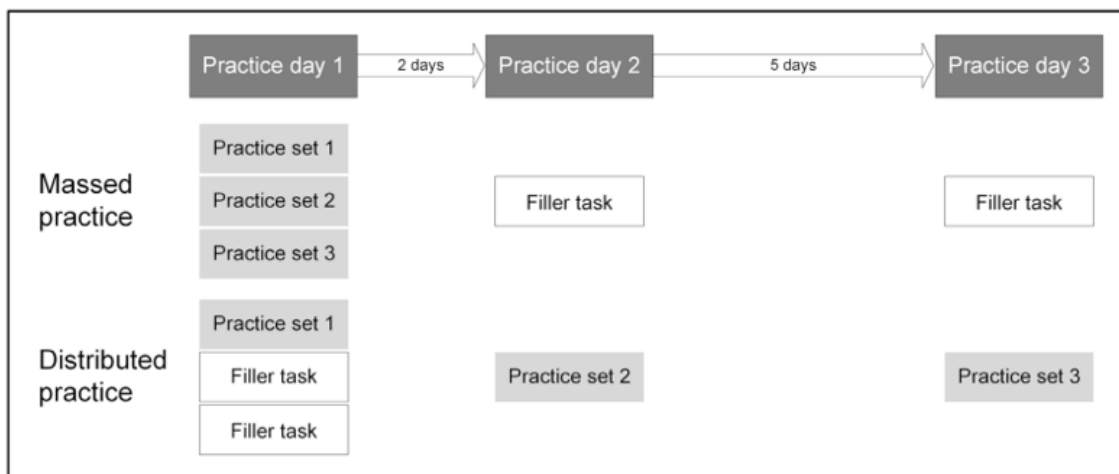 Practice day 1
2 days
Practice day 2
5 days
Practice day 3
Massed
practice
Practice set 1
Practice set 2
Practice set 3
Filler task
Filler task
Distributed
practice
Practice set 1
Filler task
Filler task
Practice set 2
Practice set 3